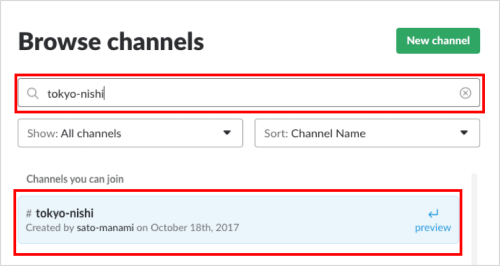 Browse channels
New channel
tokyo-nishi
Show: All channels
Sort: Channel Name
Channels you can join
# tokyo-nishi
Created by sato-manami on October 18th, 2017
preview